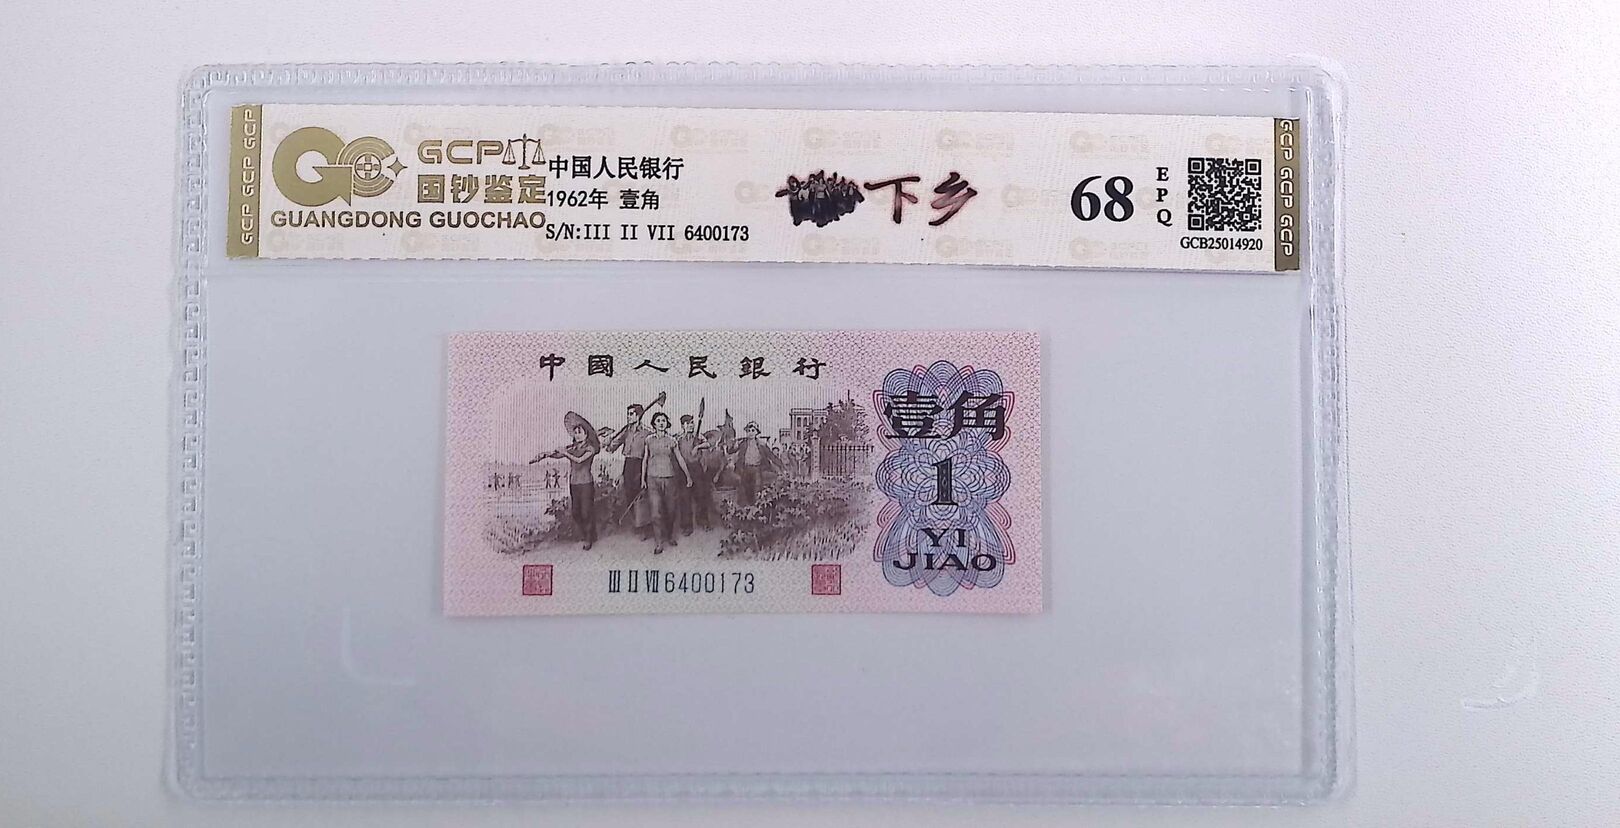 GCP GCP GCP
GCP
国钞鉴定
GUANGDONG GUOCHAO
中国人民银行
1962年 壹角
S/N:III II VII 6400173
下乡
68
EPQ
GCB25014920
GCP GCP GCP
中國人民銀行
壹角
1
YI
JIAO
III II VII 6400173